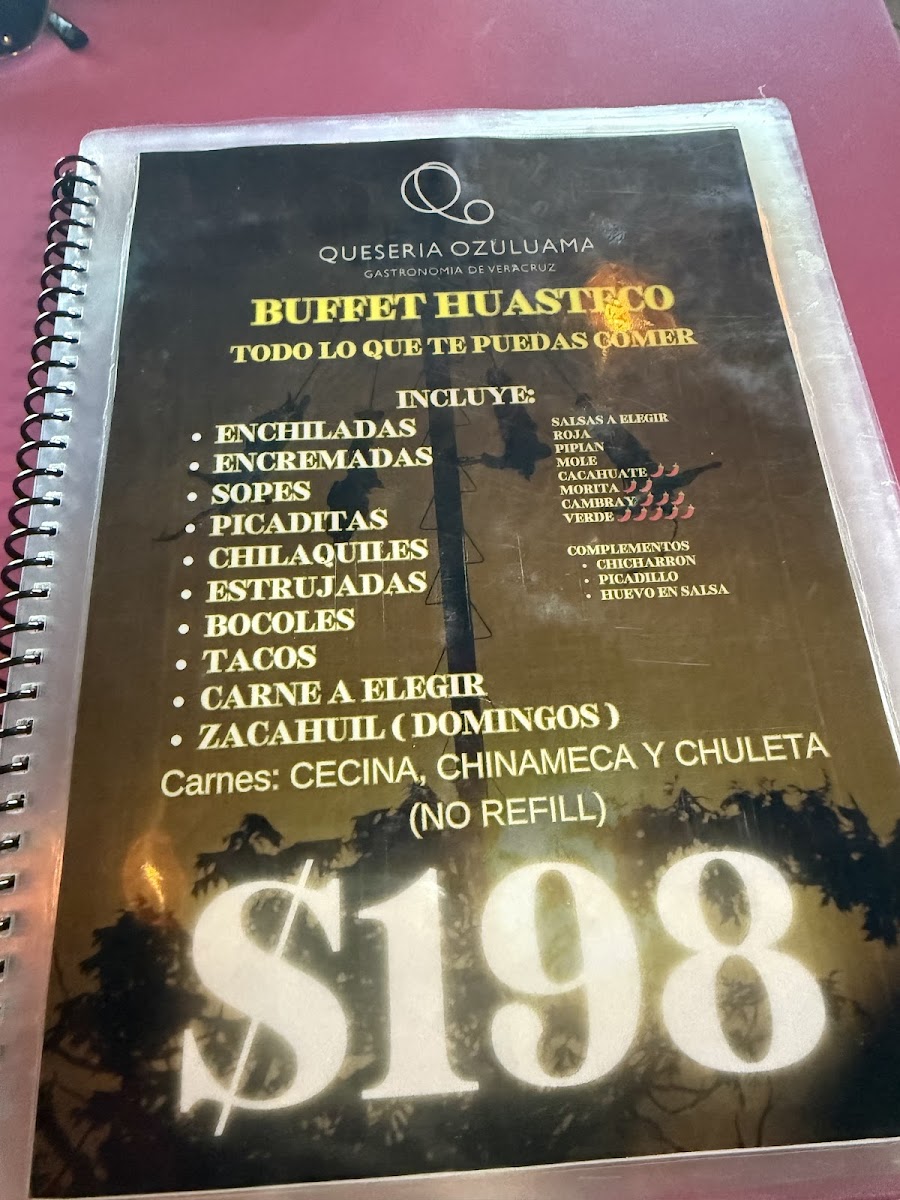 QUESERIA OZULUAMA
GASTRONOMIA DE VERACRUZ
BUFFET HUASTECO
TODO LO QUE TE PUEDAS COMER
INCLUYE:
• ENCHILADAS
• ENCREMADAS
• SOPES
• PICADITAS
• CHILAQUILES
• ESTRUJADAS
• BOCOLES
• TACOS
• CARNE A ELEGIR
• ZACAHUIL ( DOMINGOS )
SALSAS A ELEGIR
ROJA
PIPIAN
MOLE
CACAHUATE
MORITA
CAMBRAY
VERDE
COMPLEMENTOS
• CHICHARRON
• PICADILLO
• HUEVO EN SALSA
Carnes: CECINA, CHINAMECA Y CHULETA
(NO REFILL)
$198